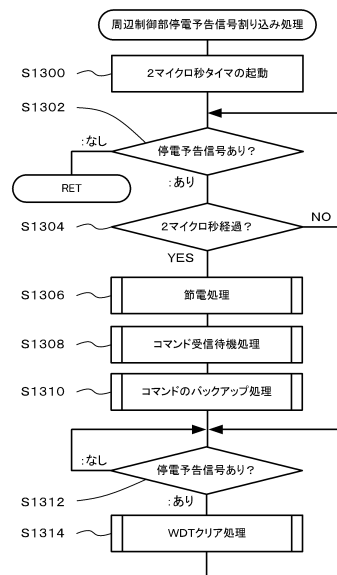 周辺制御部停電予告信号割り込み処理
S1300
2マイクロ秒タイマの起動
S1302
:なし
停電予告信号あり？
RET
:あり
S1304
2マイクロ秒経過？
NO
YES
S1306
節電処理
S1308
コマンド受信待機処理
S1310
コマンドのバックアップ処理
:なし
停電予告信号あり？
S1312
:あり
S1314
WDTクリア処理